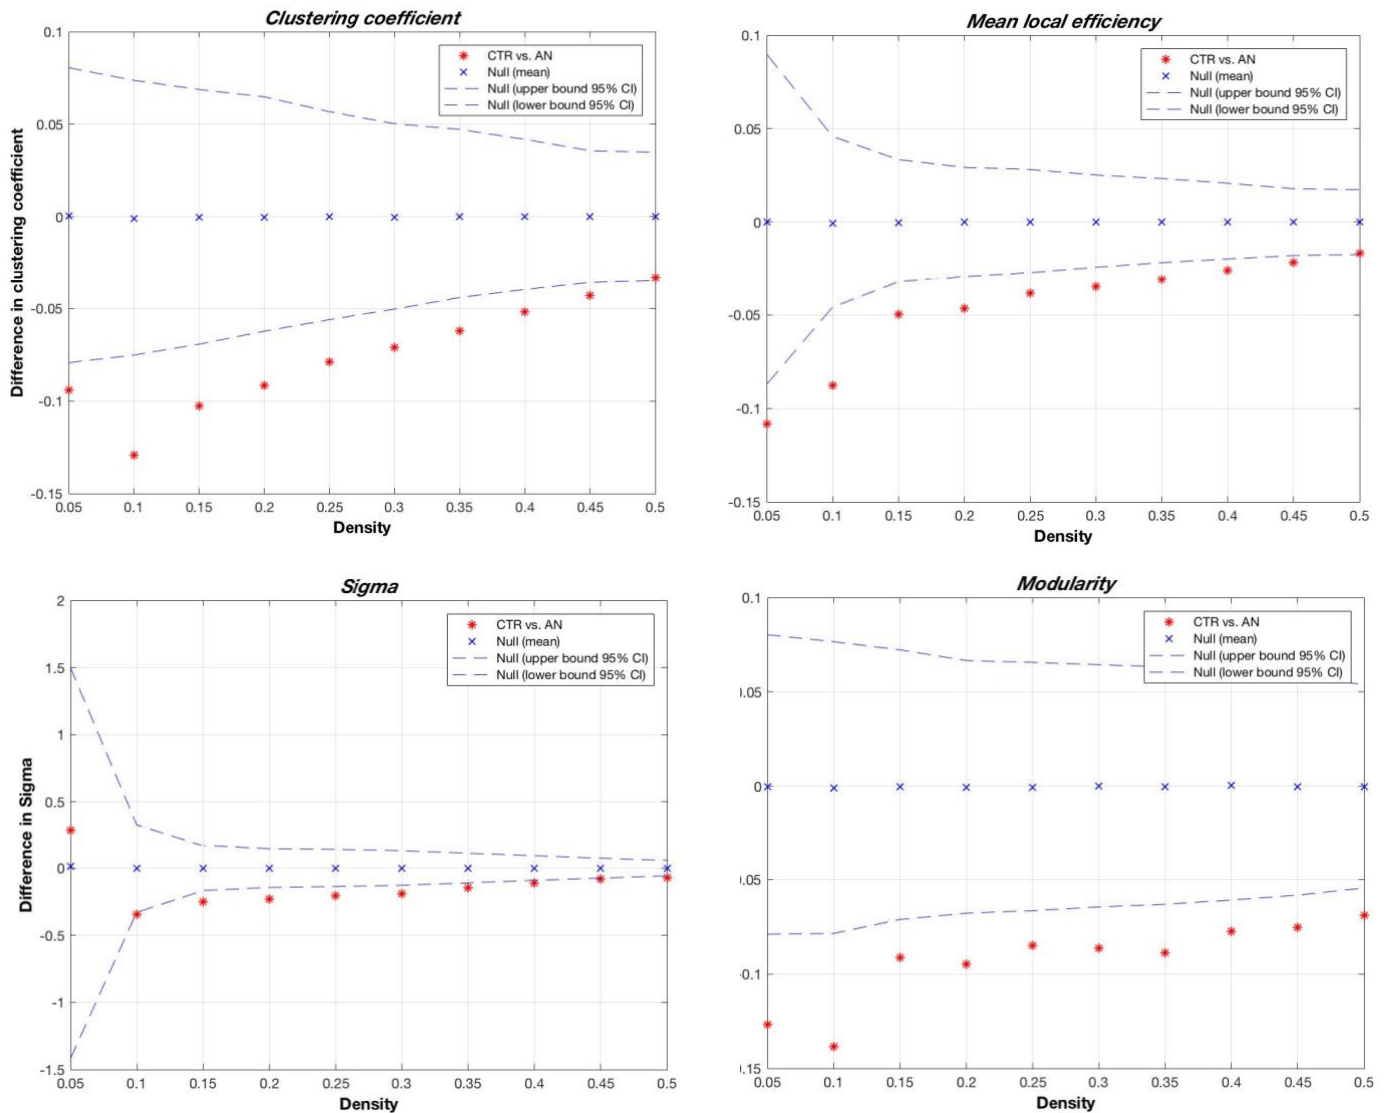 Clustering coefficient
0.1
0.05
0
-0.05
-0.1
-0.15
Difference in clustering coefficient
CTR vs. AN
Null (mean)
Null (upper bound 95% CI)
Null (lower bound 95% CI)
0.05 0.1 0.15 0.2 0.25 0.3 0.35 0.4 0.45 0.5
Density
Mean local efficiency
0.1
0.05
0
-0.05
-0.1
-0.15
CTR vs. AN
Null (mean)
Null (upper bound 95% CI)
Null (lower bound 95% CI)
0.05 0.1 0.15 0.2 0.25 0.3 0.35 0.4 0.45 0.5
Density
Sigma
2
1.5
1
0.5
0
-0.5
-1
-1.5
Difference in Sigma
CTR vs. AN
Null (mean)
Null (upper bound 95% CI)
Null (lower bound 95% CI)
0.05 0.1 0.15 0.2 0.25 0.3 0.35 0.4 0.45 0.5
Density
Modularity
0.1
).05
0
0.05
0.1
.15
CTR vs. AN
Null (mean)
Null (upper bound 95% CI)
Null (lower bound 95% CI)
0.05 0.1 0.15 0.2 0.25 0.3 0.35 0.4 0.45 0.5
Density